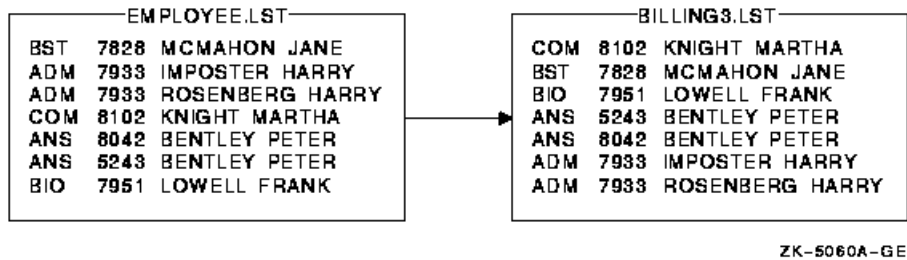 EMPLOYEE.LST
BST 7828 MCMAHON JANE
ADM 7933 IMPOSTER HARRY
ADM 7933 ROSENBERG HARRY
COM 8102 KNIGHT MARTHA
ANS 8042 BENTLEY PETER
ANS 5243 BENTLEY PETER
BIO 7951 LOWELL FRANK
BILLING3.LST
COM 8102 KNIGHT MARTHA
BST 7828 MCMAHON JANE
BIO 7951 LOWELL FRANK
ANS 5243 BENTLEY PETER
ANS 8042 BENTLEY PETER
ADM 7933 IMPOSTER HARRY
ADM 7933 ROSENBERG HARRY
ZK-5060A-GE